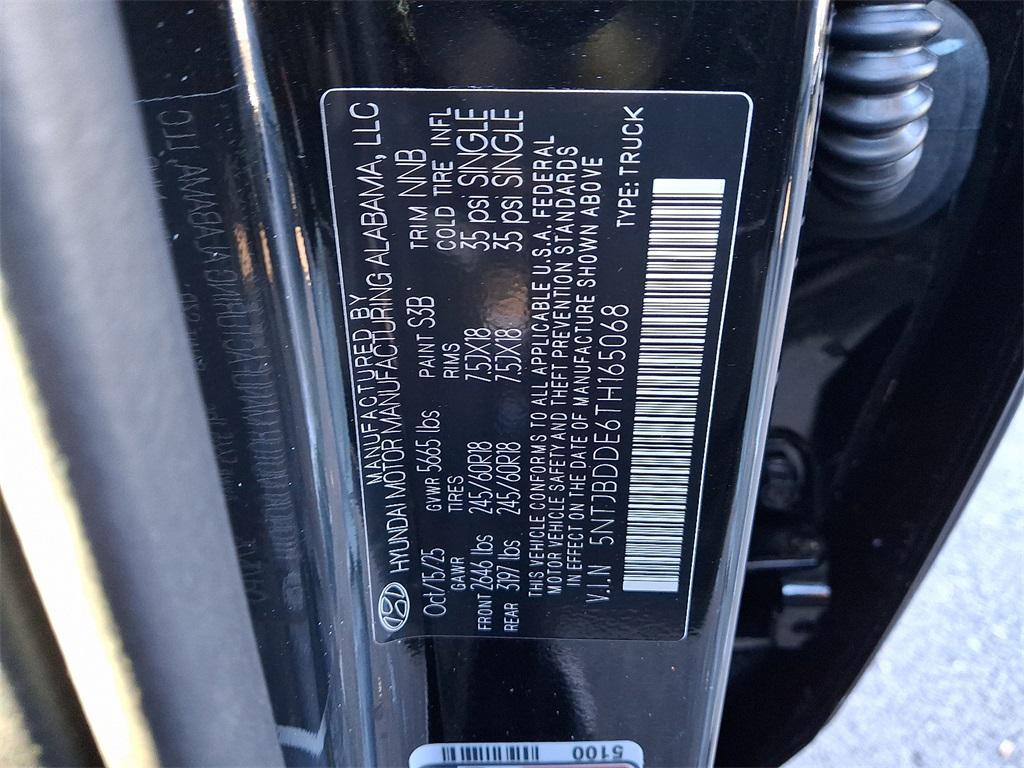 MANUFACTURED BY
HYUNDAI MOTOR MANUFACTURING ALABAMA, LLC
Oct/15/25 GVWR 5665 lbs PAINT S3B TRIM NNB
GAWR TIRES RIMS COLD TIRE INFL
FRONT 2646 lbs 245/60R18 7.5JX18 35 psi SINGLE
REAR 3197 lbs 245/60R18 7.5JX18 35 psi SINGLE
THIS VEHICLE CONFORMS TO ALL APPLICABLE U.S.A. FEDERAL
MOTOR VEHICLE SAFETY AND THEFT PREVENTION STANDARDS
IN EFFECT ON THE DATE OF MANUFACTURE SHOWN ABOVE
V.I.N 5NTJBDDE6TH165068 TYPE: TRUCK
5100